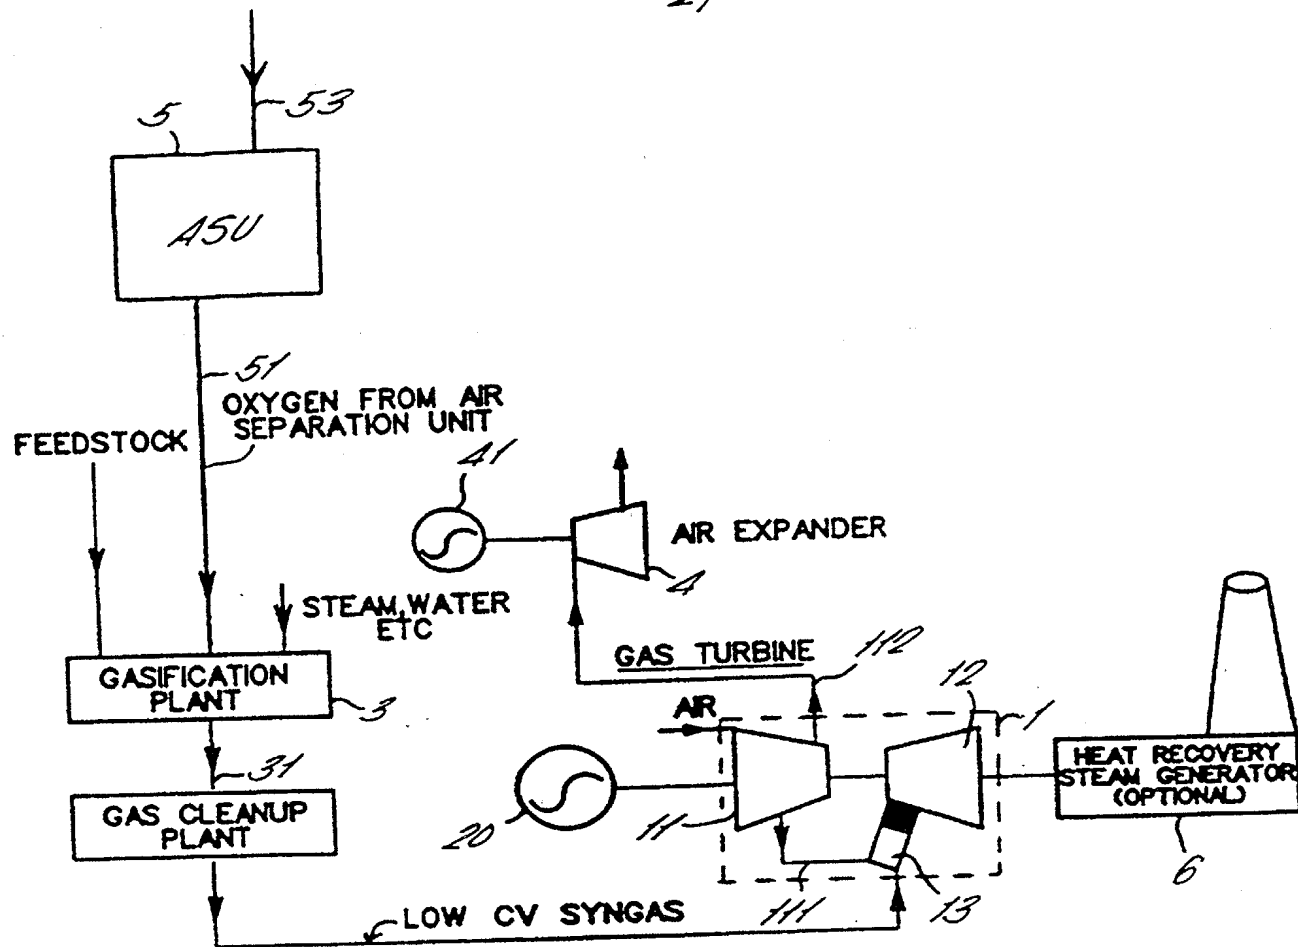 53
5
ASU
51
OXYGEN FROM AIR
SEPARATION UNIT
FEEDSTOCK
41
AIR EXPANDER
4
STEAM, WATER
ETC
GAS TURBINE
112
12
GASIFICATION
PLANT
3
AIR
1
31
HEAT RECOVERY
STEAM GENERATOR
(OPTIONAL)
GAS CLEANUP
PLANT
20
11
6
111
13
LOW CV SYNGAS